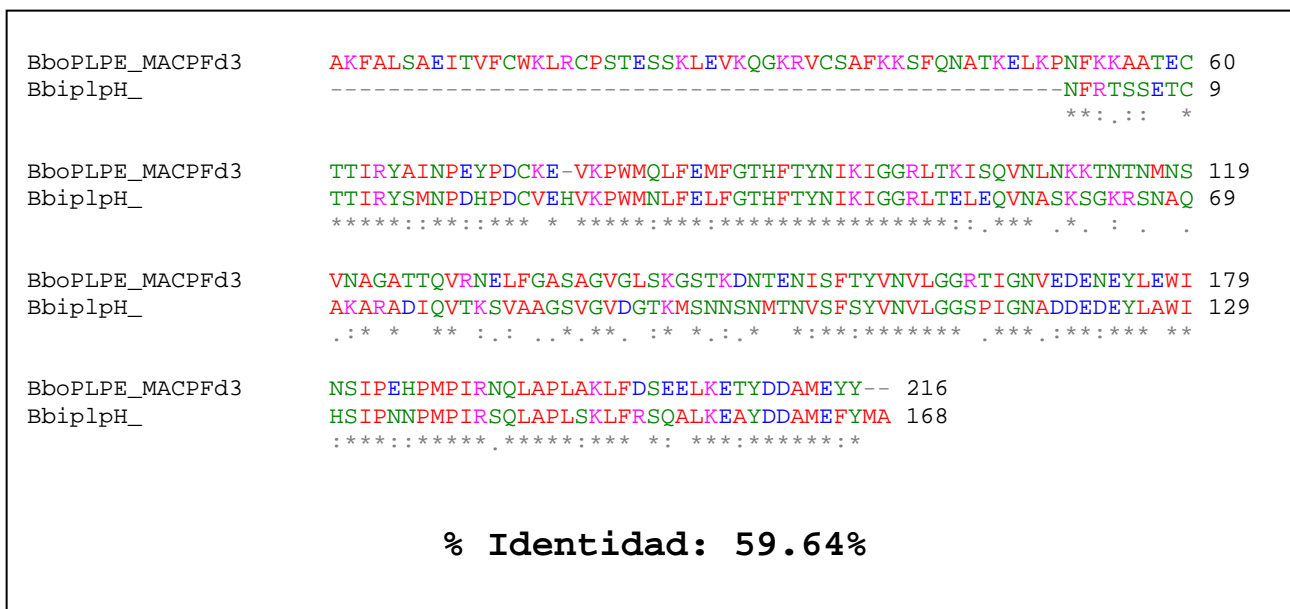 BboPLPE_MACPFd3 AKFALSAEITVFCWKLRCPSTESSKLEVKQGKRVCSAFKKSFQNATKELKPNFKKAATEC 60
BbiplpH_ ---------------------------------------------------NFRTSSETC 9
**:.:: *
BboPLPE_MACPFd3 TTIRYAINPEYPDCKE-VKPWMQLFEMFGTHFTYNIKIGGRLTKISQVNLNKKTNTNMNS 119
BbiplpH_ TTIRYSMNPDHPDCVEHVKPWMNLFELFGTHFTYNIKIGGRLTELEQVNASKSGKRSNAQ 69
*****::**::*** * *****:***:****************::.*** .*. : . .
BboPLPE_MACPFd3 VNAGATTQVRNELFGASAGVGLSKGSTKDNTENISFTYVNVLGGRTIGNVEDENEYLEWI 179
BbiplpH_ AKARADIQVTKSVAAGSVGVDGTKMSNNSNMTNVSFSYVNVLGGSPIGNADDEDEYLAWI 129
.:* * ** :.: ..*.**. :* *.:.* *:**:******* .***.:**:*** **
BboPLPE_MACPFd3 NSIPEHPMPIRNQLAPLAKLFDSEELKETYDDAMEYY-- 216
BbiplpH_ HSIPNNPMPIRSQLAPLSKLFRSQALKEAYDDAMEFYMA 168
:***::*****.*****:*** *: ***:******:*
% Identidad: 59.64%